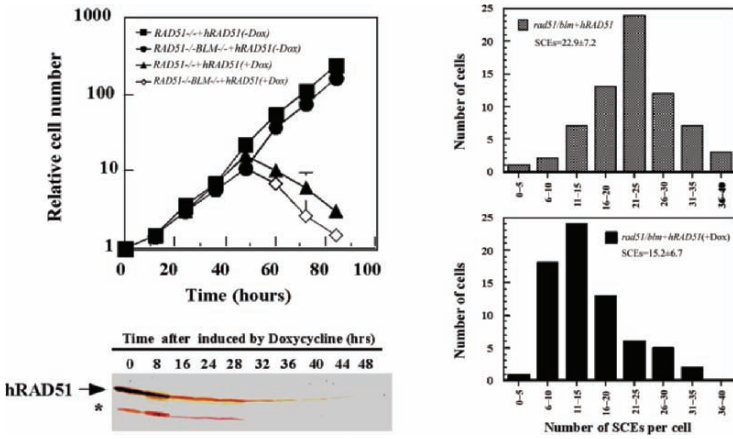 1000
100
10
1
Relative cell number
RAD51-/-+hRAD51(-Dox)
RAD51-/-BLM-/-+hRAD51(-Dox)
RAD51-/-+hRAD51(+Dox)
RAD51-/-BLM-/-+hRAD51(+Dox)
0 20 40 60 80 100
Time (hours)
Time after induced by Doxycycline (hrs)
0 8 16 24 28 32 36 40 44 48
hRAD51
*
25
20
15
10
5
0
Number of cells
rad51/blm+hRAD51
SCEs=22.9±7.2
0-5 6-10 11-15 16-20 21-25 26-30 31-35 36-40
25
20
15
10
5
0
Number of cells
rad51/blm+hRAD51(+Dox)
SCEs=15.2±6.7
0-5 6-10 11-15 16-20 21-25 26-30 31-35 36-40
Number of SCEs per cell